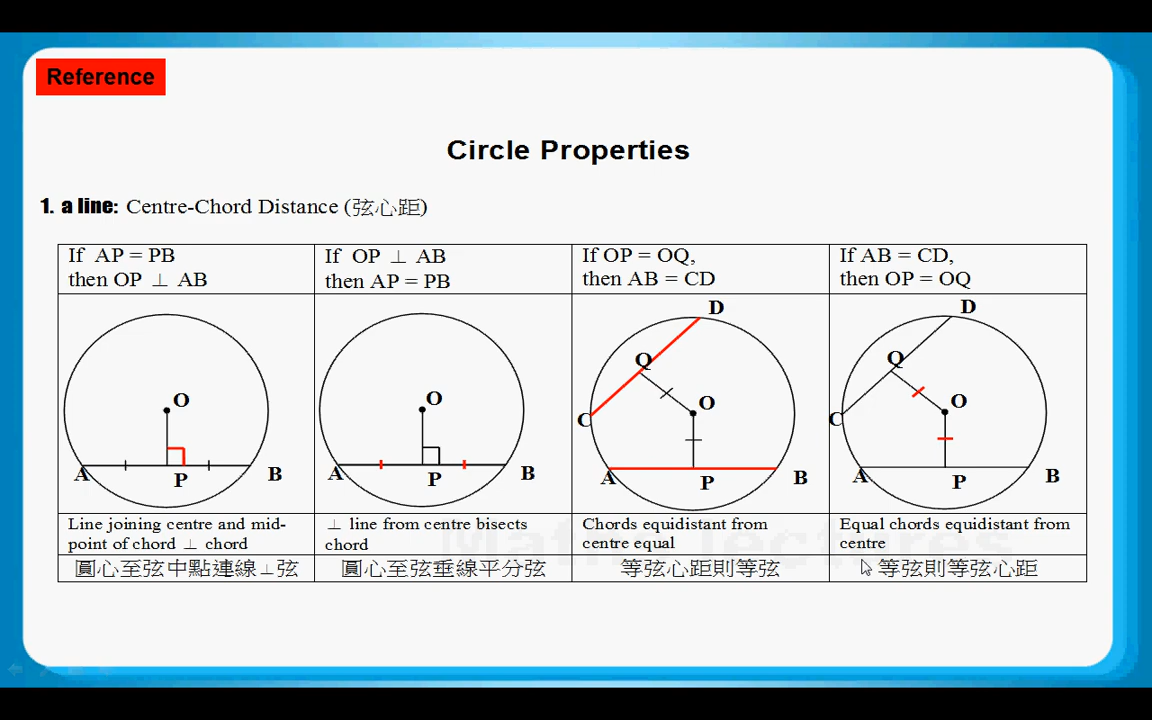 Reference
Circle Properties
1. a line: Centre-Chord Distance (弦心距)
If AP = PB
then OP ⊥ AB
If OP ⊥ AB
then AP = PB
If OP = OQ,
then AB = CD
If AB = CD,
then OP = OQ
O
A
P
B
O
A
P
B
D
Q
O
C
A
P
B
D
Q
O
C
A
P
B
Line joining centre and mid-
point of chord ⊥ chord
⊥ line from centre bisects
chord
Chords equidistant from
centre equal
Equal chords equidistant from
centre
圓心至弦中點連線⊥弦
圓心至弦垂線平分弦
等弦心距則等弦
等弦則等弦心距
Maths lectures